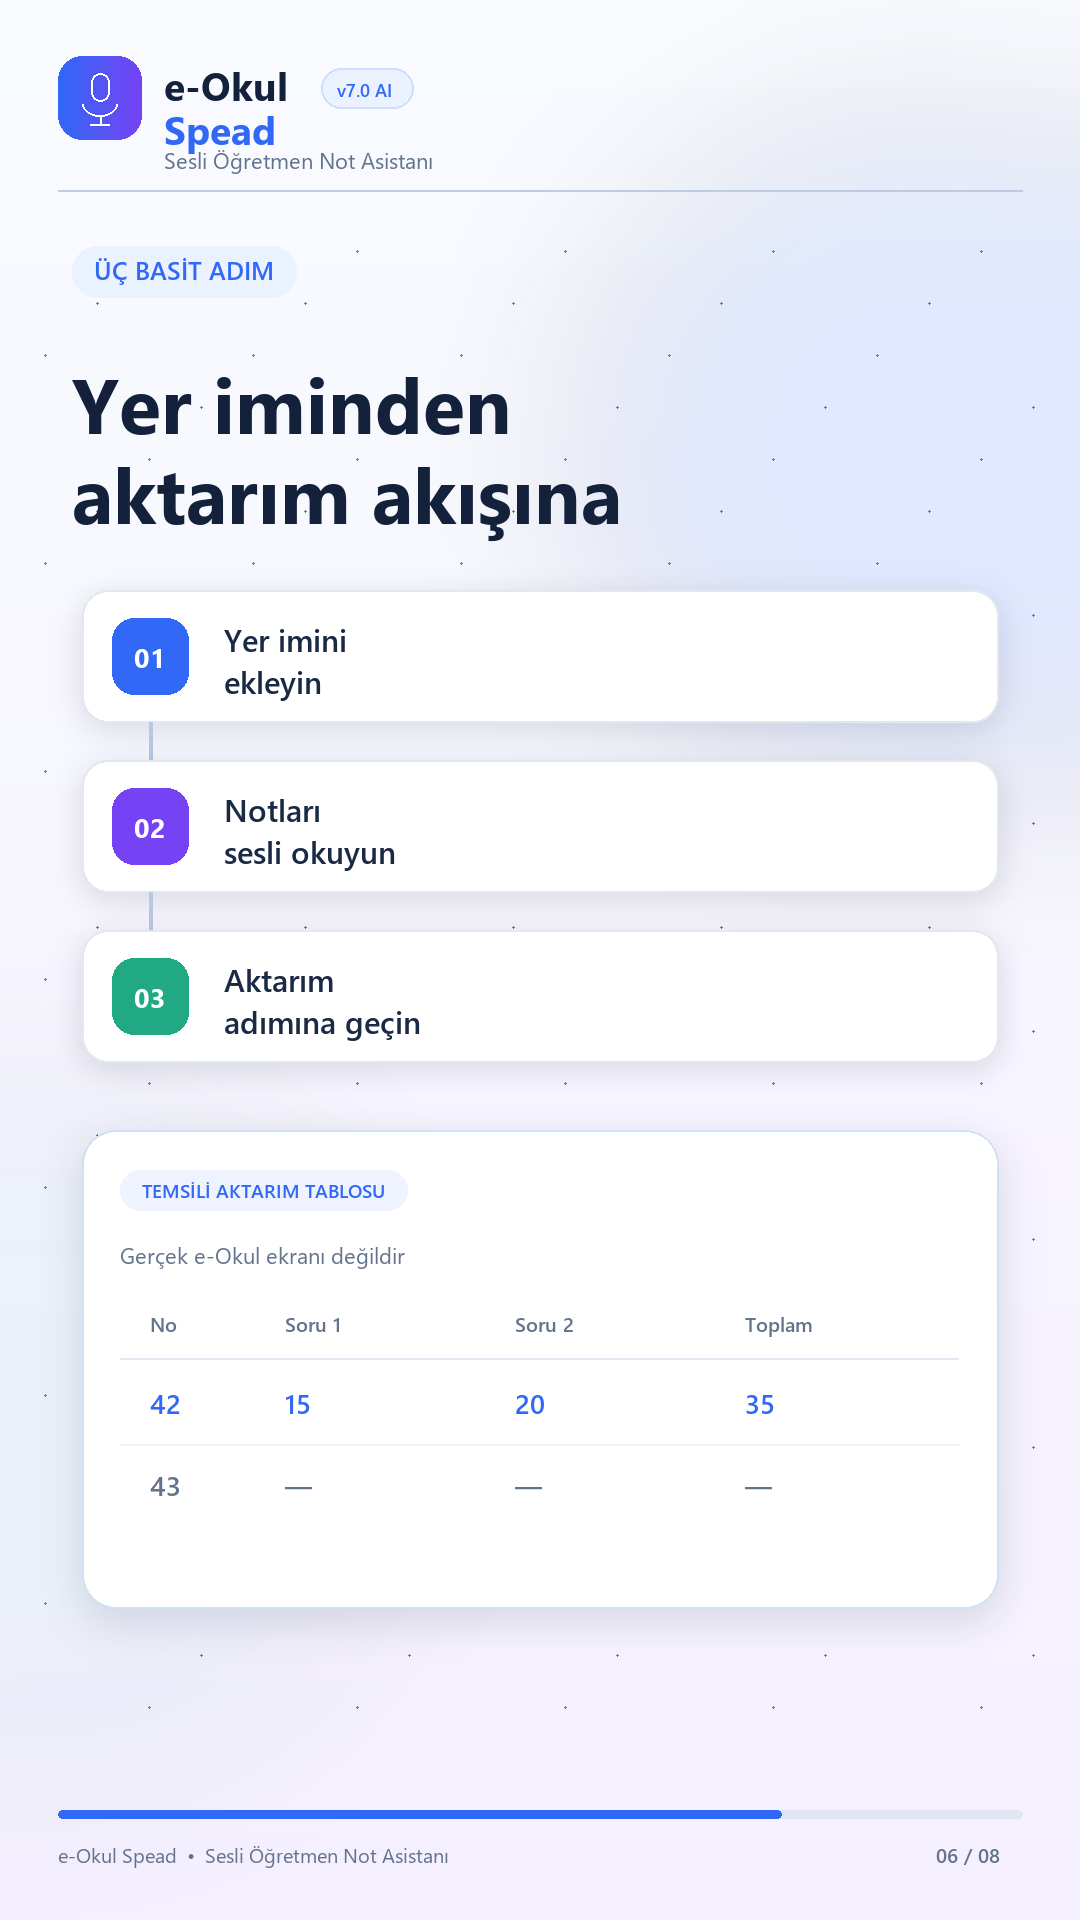 e-Okul
v7.0 AI
Spead
Sesli Öğretmen Not Asistanı
ÜÇ BASİT ADIM
Yer iminden
aktarım akışına
01
Yer imini
ekleyin
02
Notları
sesli okuyun
03
Aktarım
adımına geçin
TEMSİLİ AKTARIM TABLOSU
Gerçek e-Okul ekranı değildir
No Soru 1 Soru 2 Toplam
42 15 20 35
43 — — —
e-Okul Spead • Sesli Öğretmen Not Asistanı
06 / 08